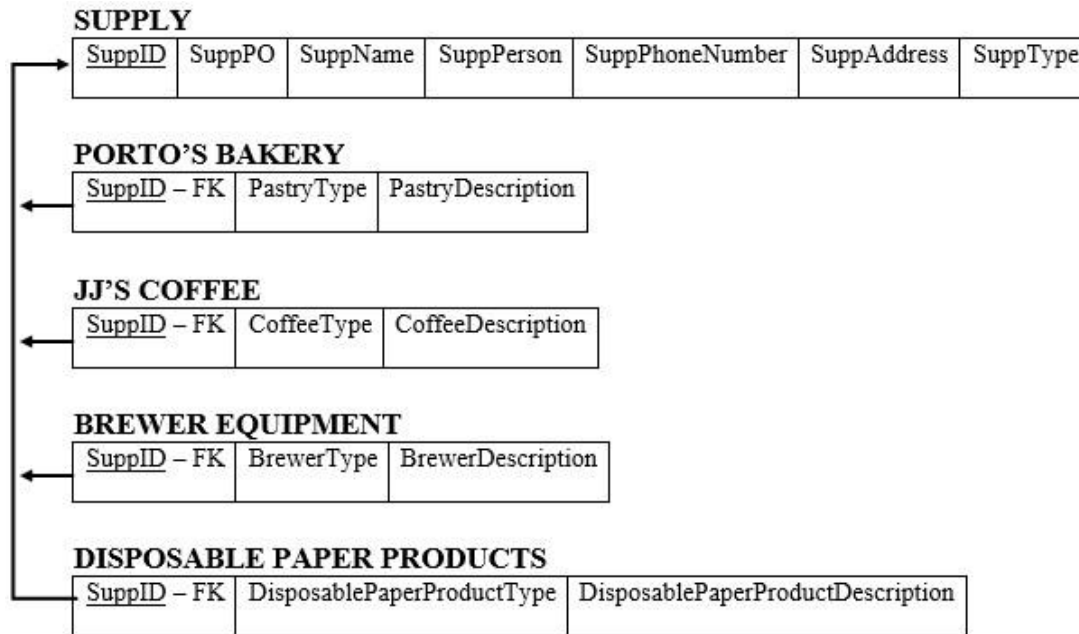 SUPPLY
SuppID SuppPO SuppName SuppPerson SuppPhoneNumber SuppAddress SuppType
PORTO'S BAKERY
SuppID – FK PastryType PastryDescription
JJ'S COFFEE
SuppID – FK CoffeeType CoffeeDescription
BREWER EQUIPMENT
SuppID – FK BrewerType BrewerDescription
DISPOSABLE PAPER PRODUCTS
SuppID – FK DisposablePaperProductType DisposablePaperProductDescription